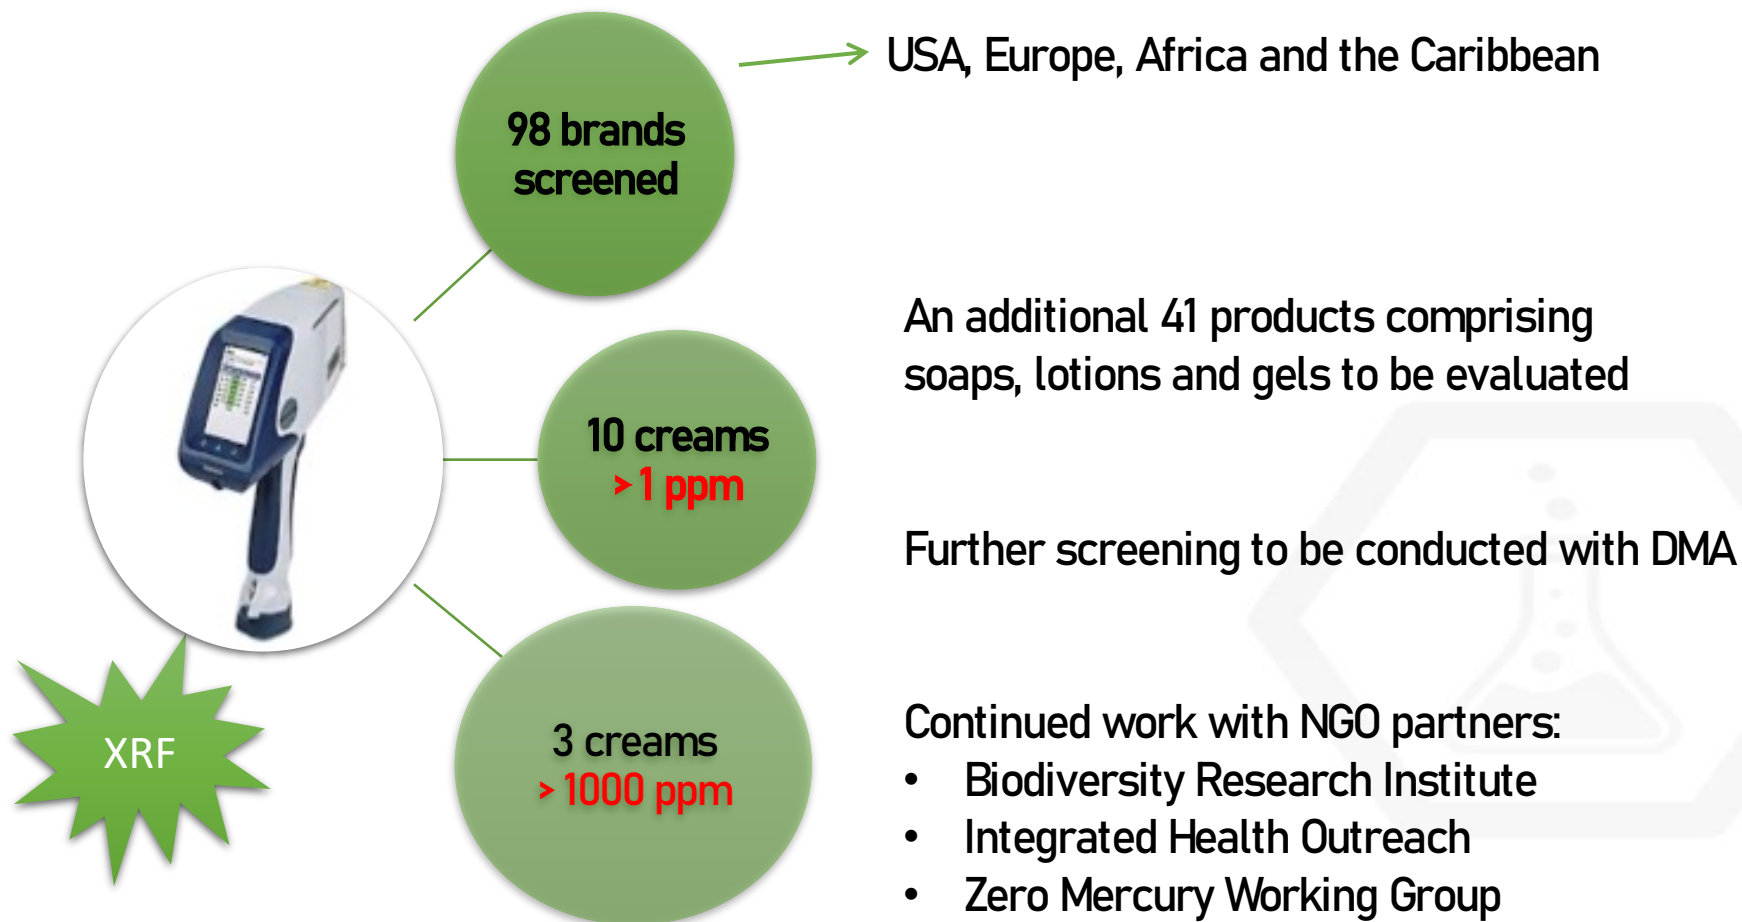 98 brands
screened
USA, Europe, Africa and the Caribbean
10 creams
> 1 ppm
An additional 41 products comprising
soaps, lotions and gels to be evaluated
Further screening to be conducted with DMA
XRF
3 creams
> 1000 ppm
Continued work with NGO partners:
• Biodiversity Research Institute
• Integrated Health Outreach
• Zero Mercury Working Group